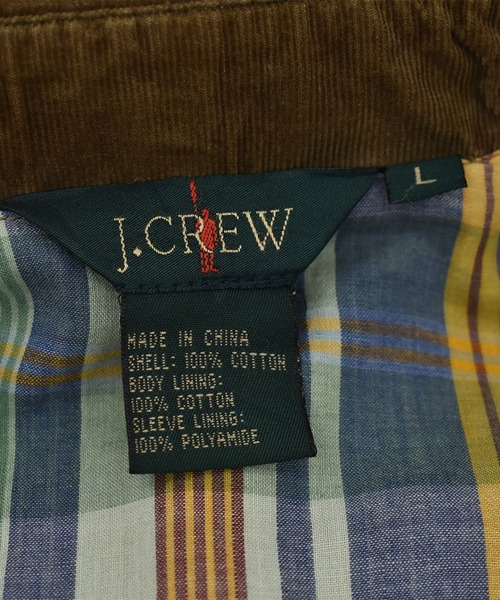 L
J.CREW
MADE IN CHINA
SHELL: 100% COTTON
BODY LINING:
100% COTTON
SLEEVE LINING:
100% POLYAMIDE